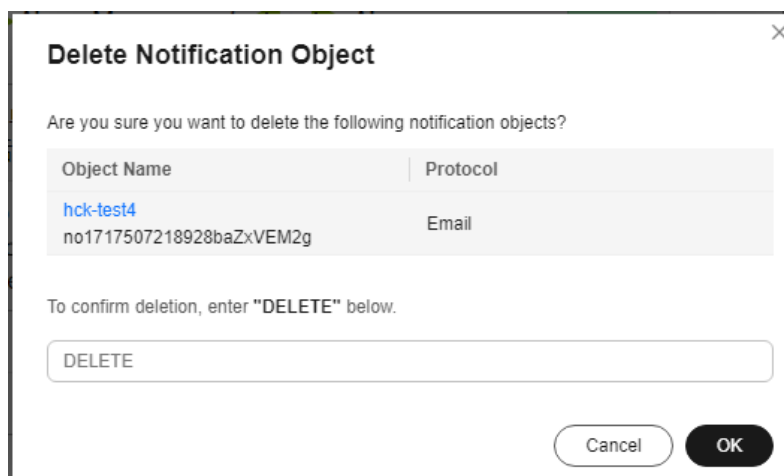 Delete Notification Object
Are you sure you want to delete the following notification objects?
Object Name Protocol
hck-test4
no1717507218928baZxVEM2g
Email
To confirm deletion, enter "DELETE" below.
DELETE
Cancel OK